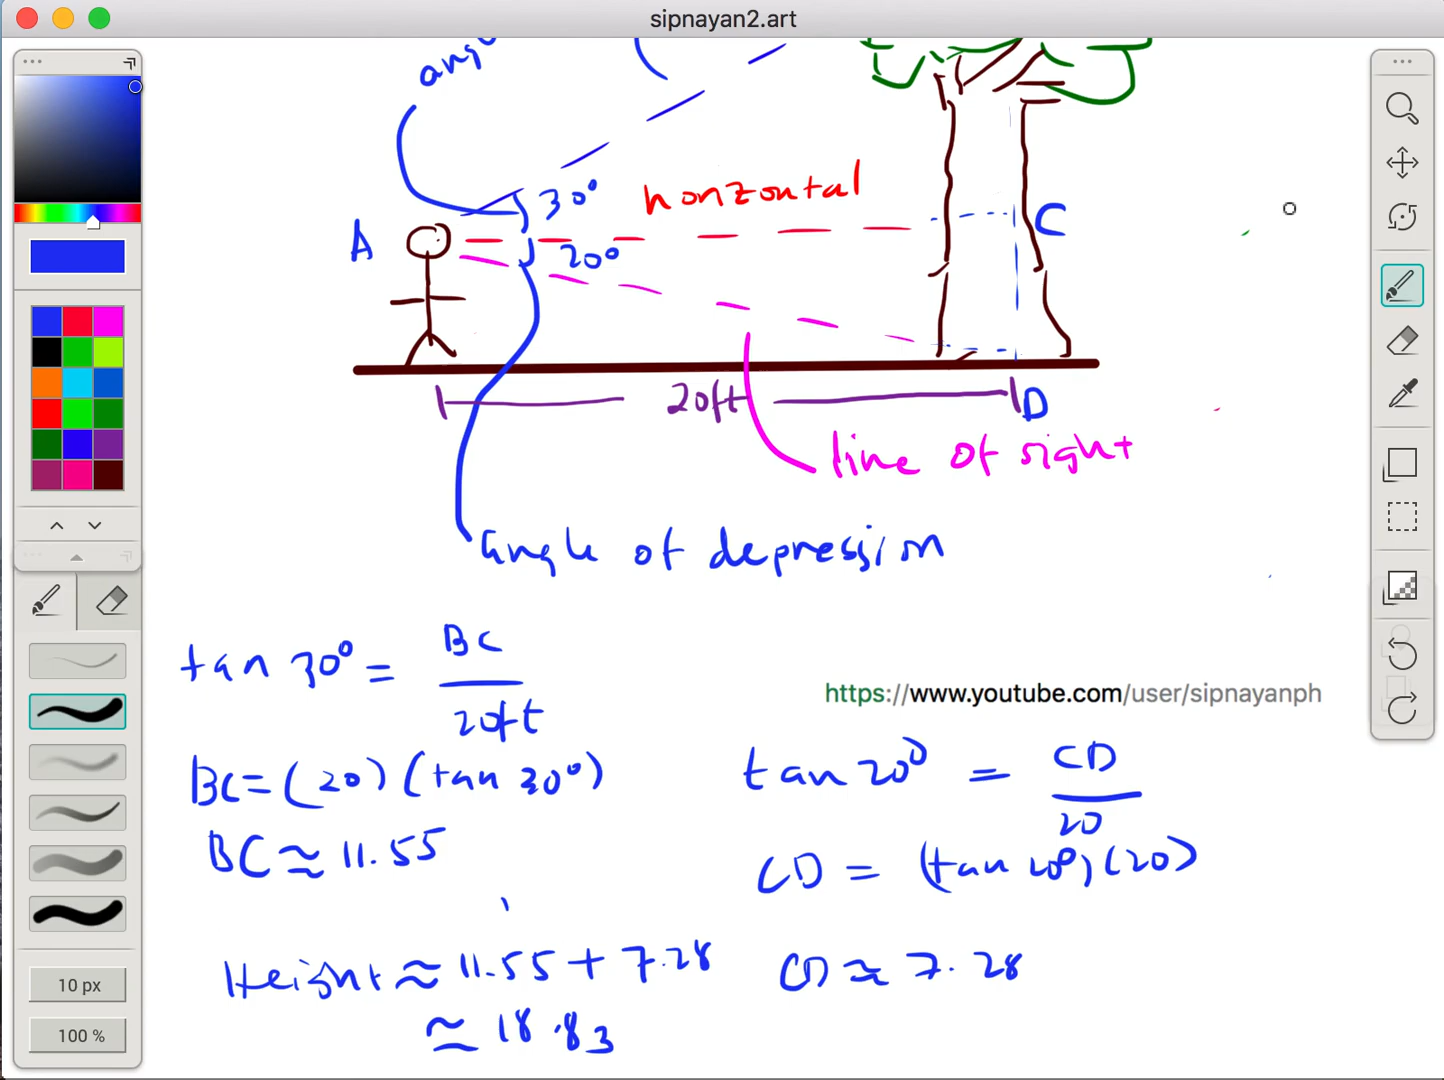 sipnayan2.art
ang
30°
horizontal
A
C
20°
20ft
D
line of sight
angle of depression
tan 30° = BC / 20ft
https://www.youtube.com/user/sipnayanph
BC = (20) (tan 30°)
tan 20° = CD / 20
BC ≈ 11.55
CD = (tan 20°) (20)
Height ≈ 11.55 + 7.28
CD ≈ 7.28
≈ 18.83
10 px
100 %